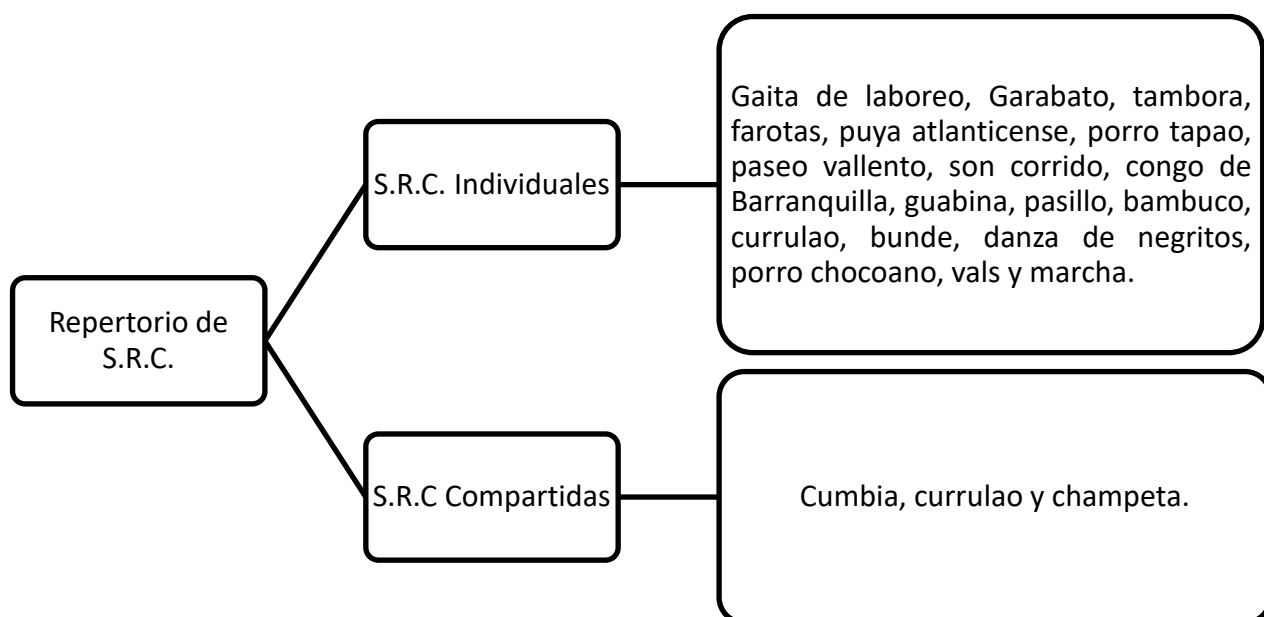 Repertorio de
S.R.C.
S.R.C. Individuales
Gaita de laboreo, Garabato, tambora,
farotas, puya atlanticense, porro tapao,
paseo vallento, son corrido, congo de
Barranquilla, guabina, pasillo, bambuco,
currulao, bunde, danza de negritos,
porro chocoano, vals y marcha.
S.R.C Compartidas
Cumbia, currulao y champeta.